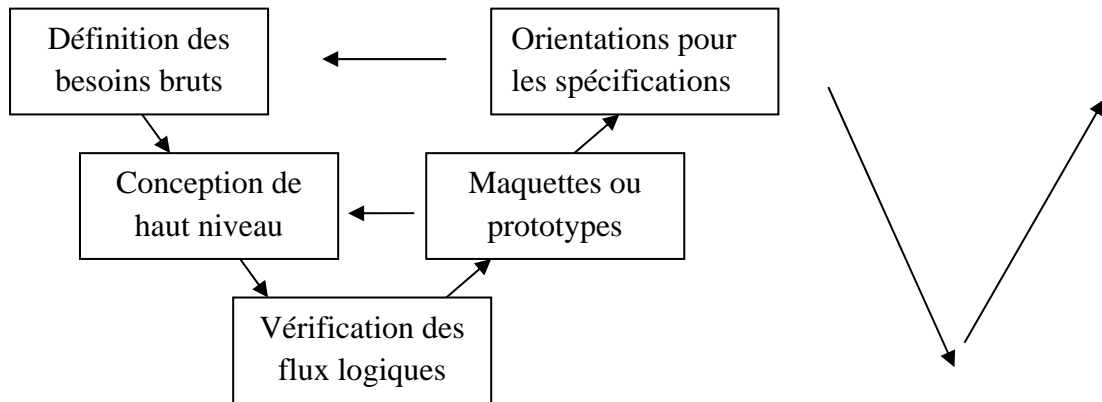 Définition des
besoins bruts
Orientations pour
les spécifications
Conception de
haut niveau
Maquettes ou
prototypes
Vérification des
flux logiques